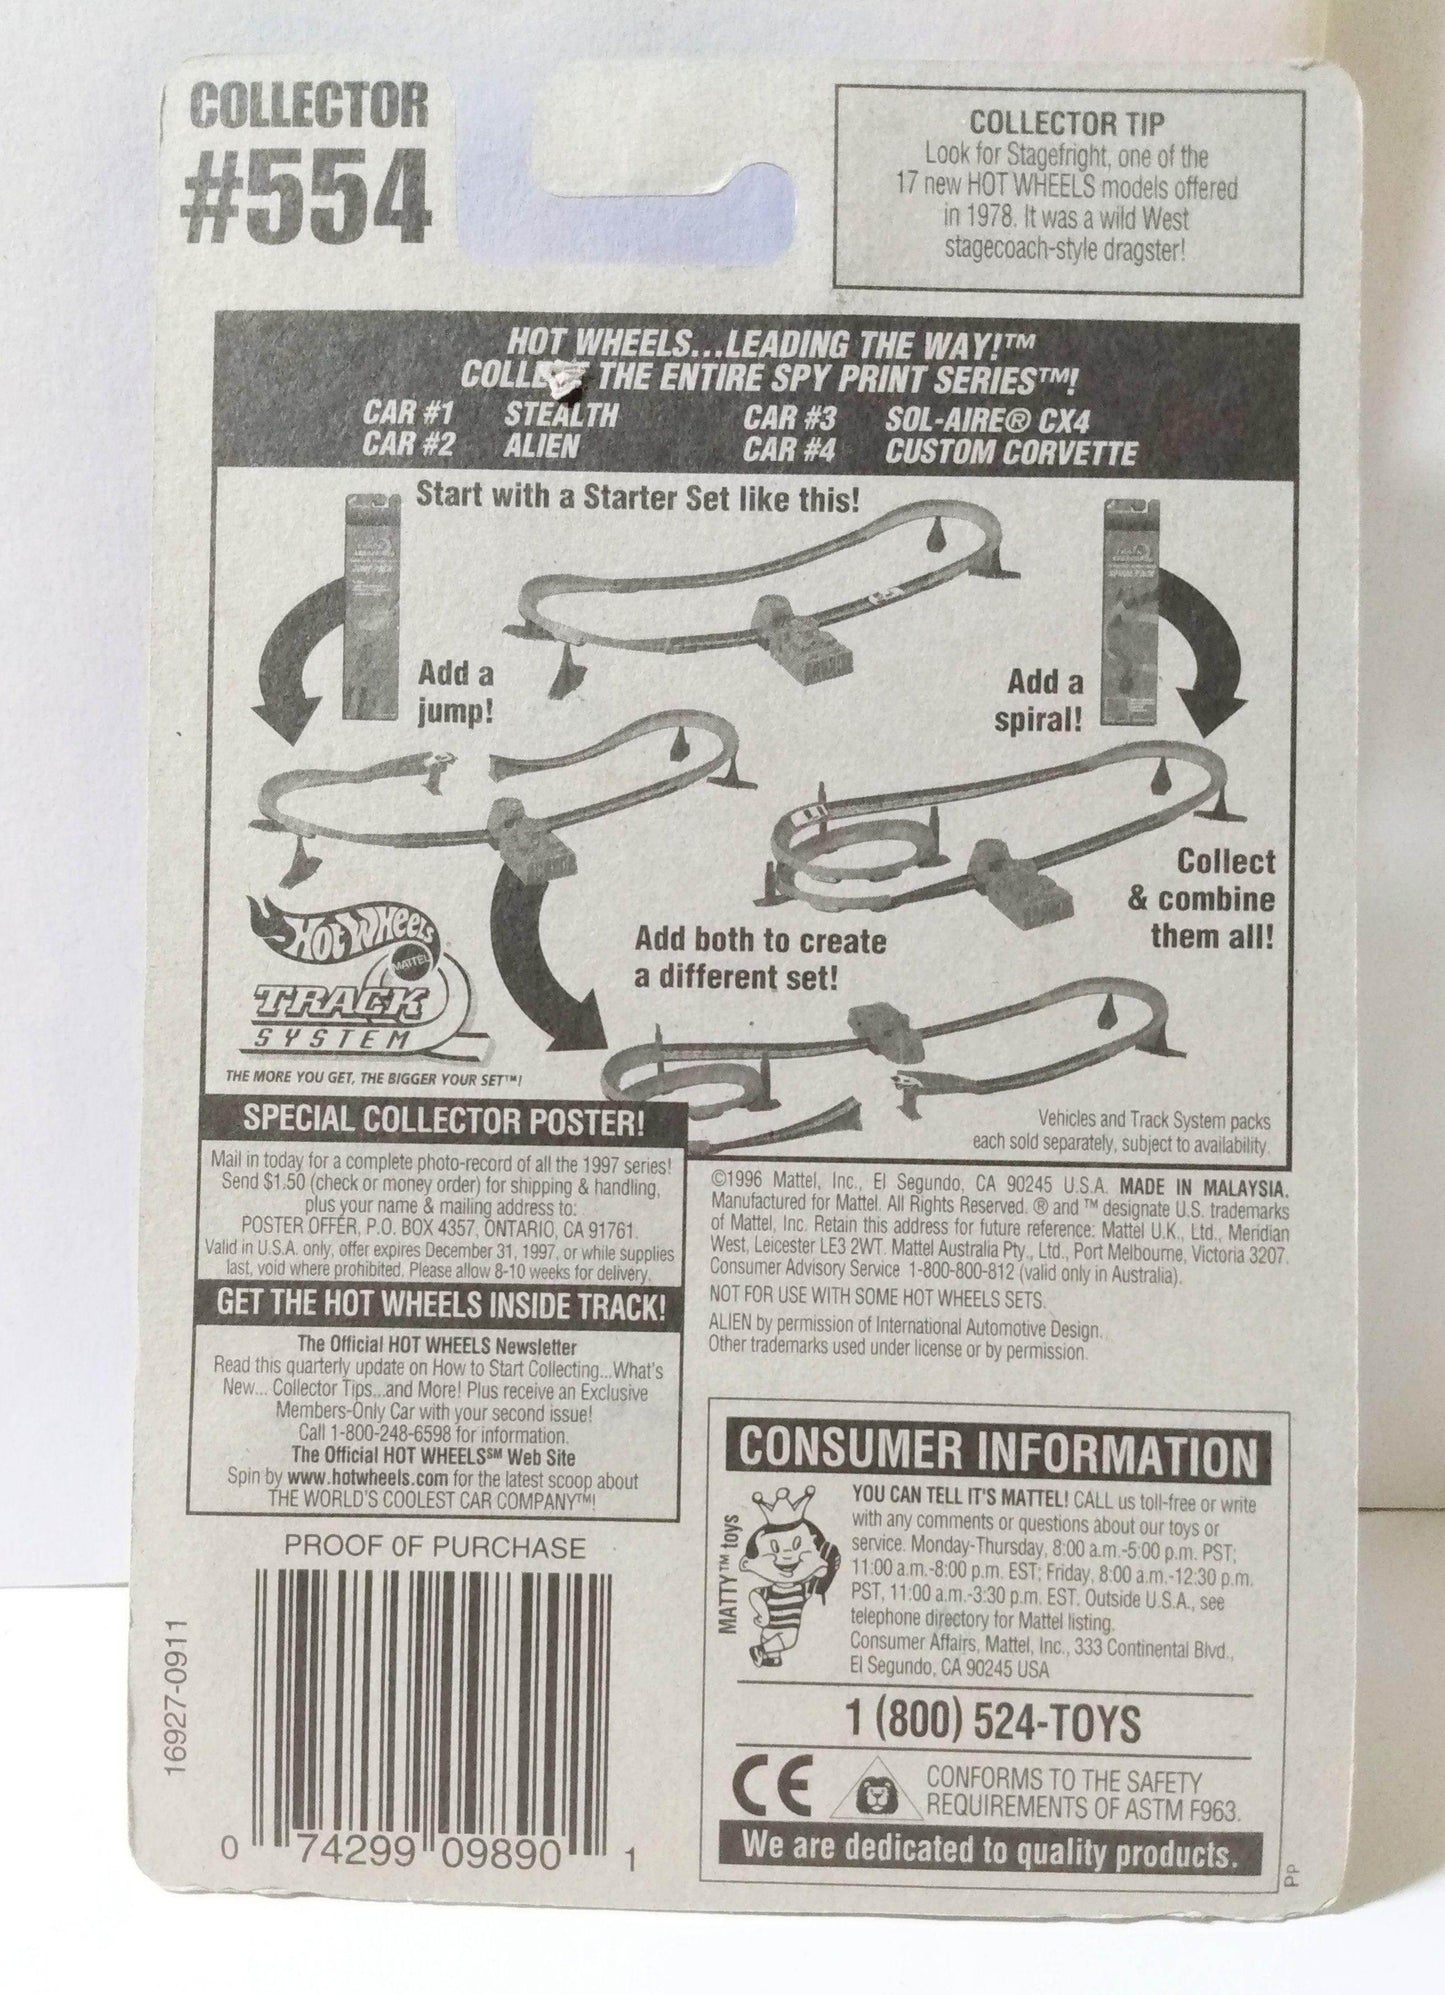 COLLECTOR
#554
COLLECTOR TIP
Look for Stagefright, one of the
17 new HOT WHEELS models offered
in 1978. It was a wild West
stagecoach-style dragster!
HOT WHEELS...LEADING THE WAY!™
THE ENTIRE SPY PRINT SERIES™!
CAR #1 STEALTH CAR #3 SOL-AIRE® CX4
CAR #2 ALIEN CAR #4 CUSTOM CORVETTE
Start with a Starter Set like this!
JUMP PACK
SPIRAL PACK
Add a
jump!
Add a
spiral!
Collect
& combine
them all!
Add both to create
a different set!
Hot Wheels
MATTEL
TRACK
SYSTEM
THE MORE YOU GET, THE BIGGER YOUR SET™!
Vehicles and Track System packs
each sold separately, subject to availability.
SPECIAL COLLECTOR POSTER!
Mail in today for a complete photo-record of all the 1997 series!
Send $1.50 (check or money order) for shipping & handling,
plus your name & mailing address to:
POSTER OFFER, P.O. BOX 4357, ONTARIO, CA 91761.
Valid in U.S.A. only, offer expires December 31, 1997, or while supplies
last, void where prohibited. Please allow 8-10 weeks for delivery.
GET THE HOT WHEELS INSIDE TRACK!
The Official HOT WHEELS Newsletter
Read this quarterly update on How to Start Collecting...What's
New... Collector Tips...and More! Plus receive an Exclusive
Members-Only Car with your second issue!
Call 1-800-248-6598 for information.
The Official HOT WHEELS℠ Web Site
Spin by www.hotwheels.com for the latest scoop about
THE WORLD'S COOLEST CAR COMPANY™!
©1996 Mattel, Inc., El Segundo, CA 90245 U.S.A. MADE IN MALAYSIA.
Manufactured for Mattel. All Rights Reserved. ® and ™ designate U.S. trademarks
of Mattel, Inc. Retain this address for future reference: Mattel U.K., Ltd., Meridian
West, Leicester LE3 2WT. Mattel Australia Pty., Ltd., Port Melbourne, Victoria 3207.
Consumer Advisory Service 1-800-800-812 (valid only in Australia).
NOT FOR USE WITH SOME HOT WHEELS SETS.
ALIEN by permission of International Automotive Design.
Other trademarks used under license or by permission.
PROOF OF PURCHASE
16927-0911
0 74299 09890 1
CONSUMER INFORMATION
MATTY™ toys
YOU CAN TELL IT'S MATTEL! CALL us toll-free or write
with any comments or questions about our toys or
service. Monday-Thursday, 8:00 a.m.-5:00 p.m. PST;
11:00 a.m.-8:00 p.m. EST; Friday, 8:00 a.m.-12:30 p.m.
PST, 11:00 a.m.-3:30 p.m. EST. Outside U.S.A., see
telephone directory for Mattel listing.
Consumer Affairs, Mattel, Inc., 333 Continental Blvd.,
El Segundo, CA 90245 USA
1 (800) 524-TOYS
CE
CONFORMS TO THE SAFETY
REQUIREMENTS OF ASTM F963.
We are dedicated to quality products.
Pp